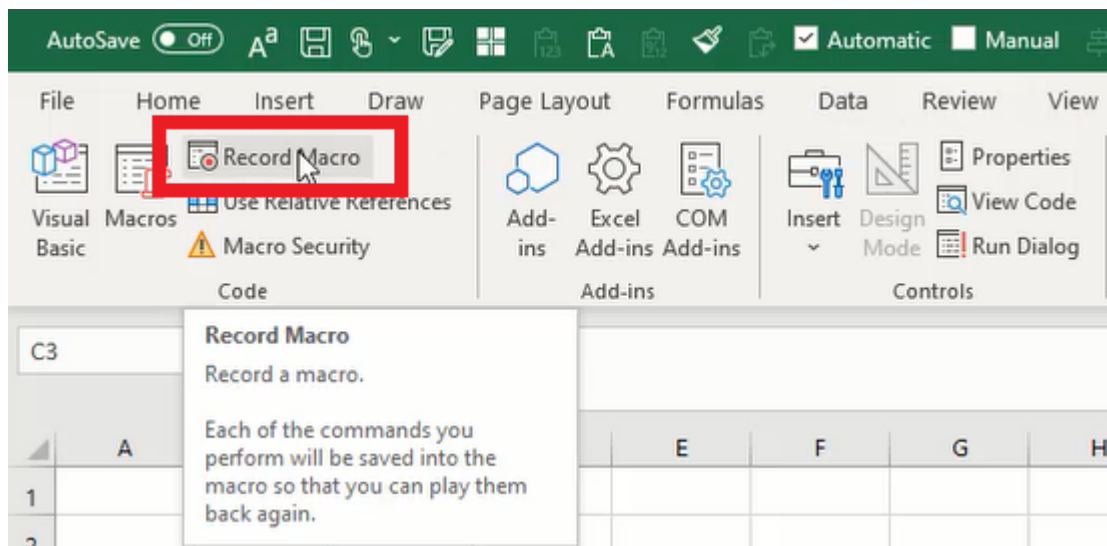 AutoSave Off Automatic Manual
File Home Insert Draw Page Layout Formulas Data Review View
Record Macro
Use Relative References
Macro Security
Visual Basic
Macros
Code
Add-ins
Excel Add-ins
COM Add-ins
Add-ins
Insert
Design Mode
Properties
View Code
Run Dialog
Controls
C3
Record Macro
Record a macro.
Each of the commands you
perform will be saved into the
macro so that you can play them
back again.
A E F G H
1